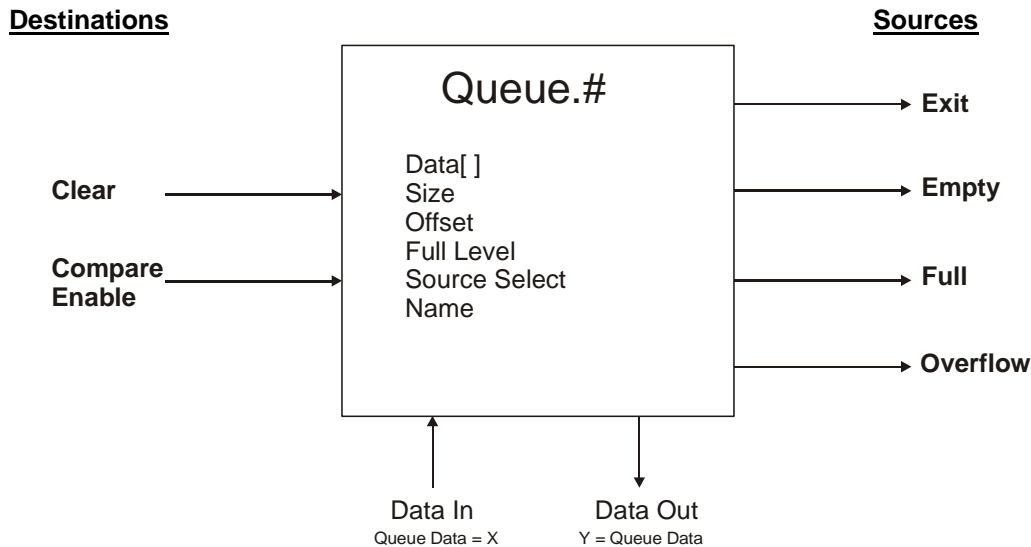 Destinations
Sources
Queue.#
Exit
Data[ ]
Size
Offset
Full Level
Source Select
Name
Clear
Empty
Compare
Enable
Full
Overflow
Data In
Queue Data = X
Data Out
Y = Queue Data